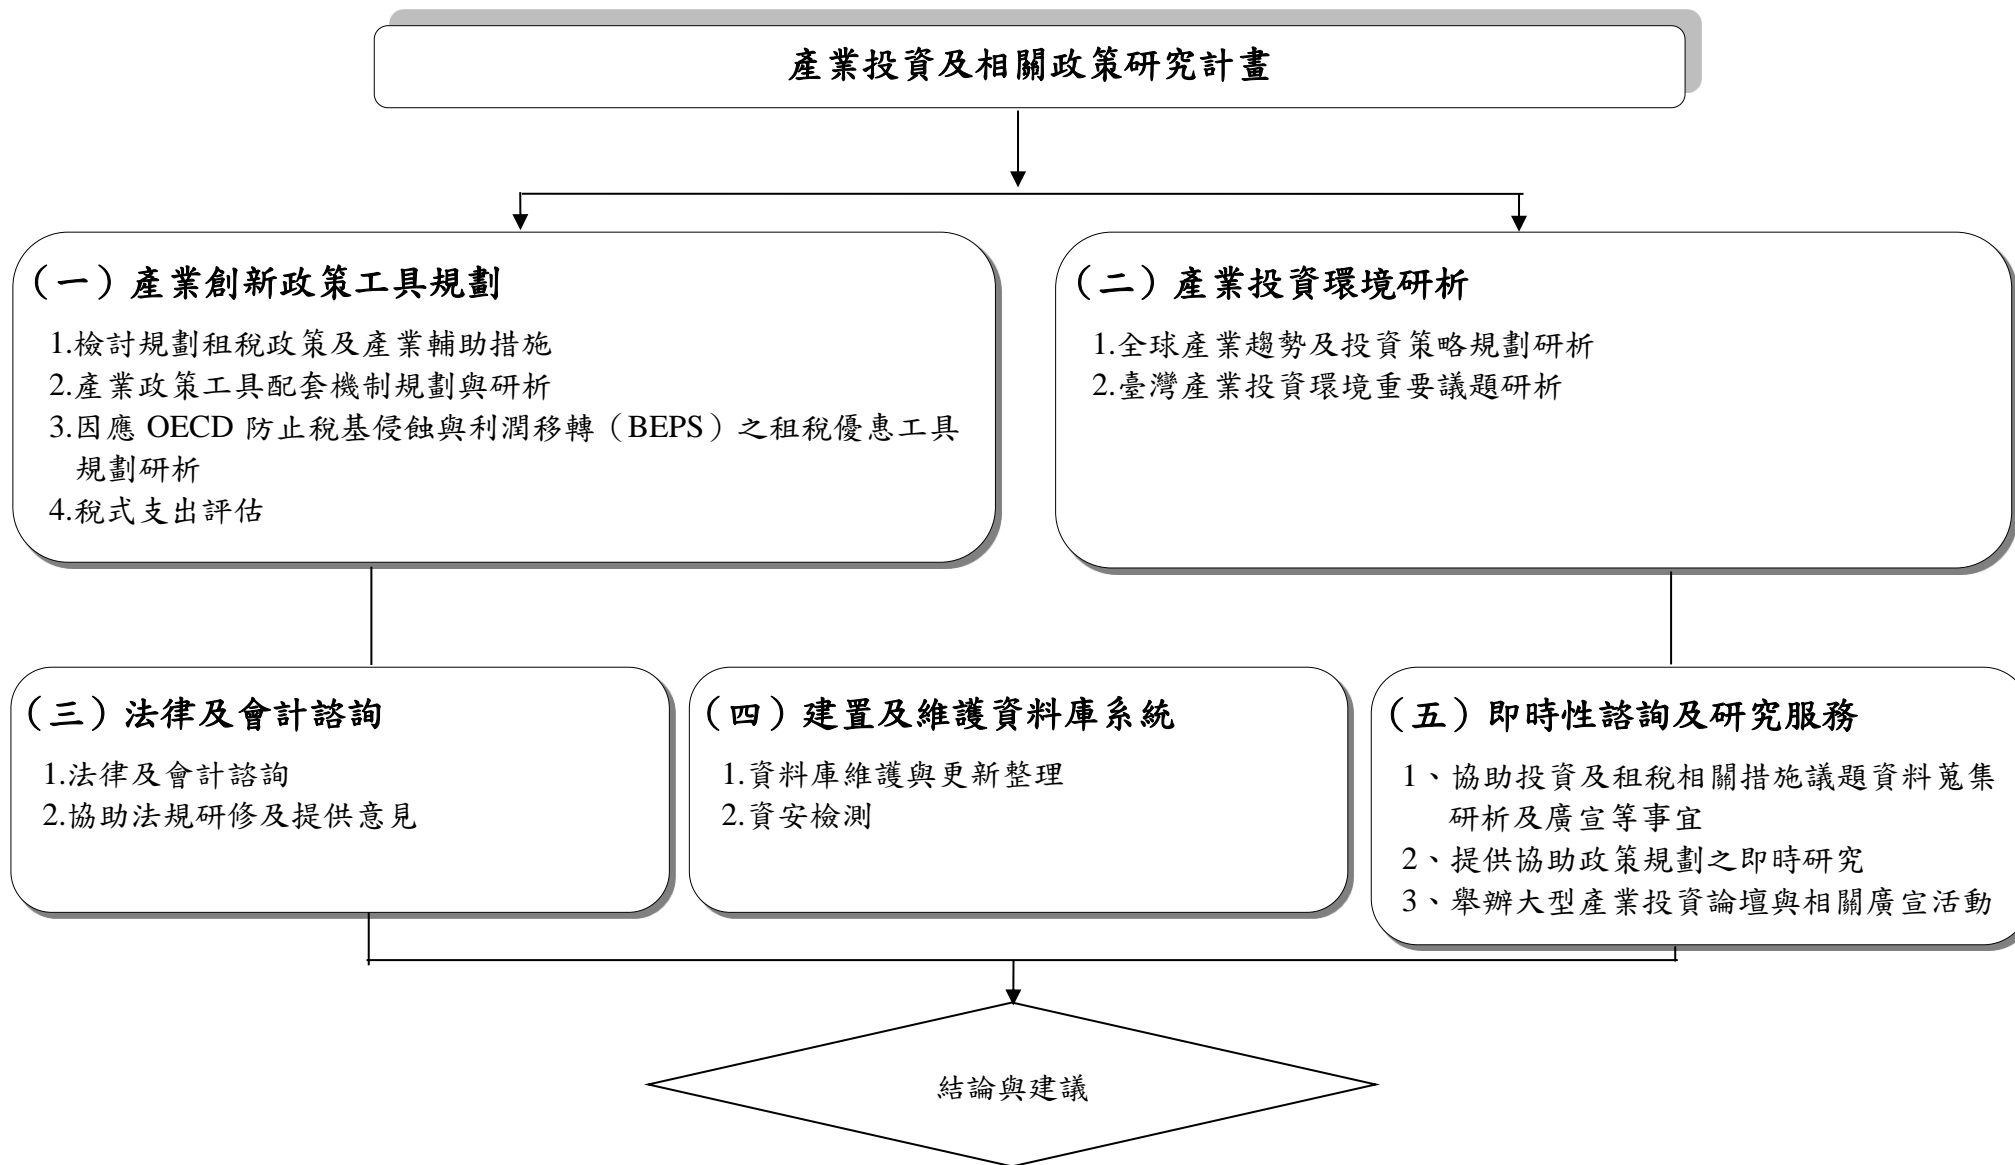 產業投資及相關政策研究計畫
（一）產業創新政策工具規劃
1.檢討規劃租稅政策及產業輔助措施
2.產業政策工具配套機制規劃與研析
3.因應 OECD 防止稅基侵蝕與利潤移轉（BEPS）之租稅優惠工具
規劃研析
4.稅式支出評估
（二）產業投資環境研析
1.全球產業趨勢及投資策略規劃研析
2.臺灣產業投資環境重要議題研析
（三）法律及會計諮詢
1.法律及會計諮詢
2.協助法規研修及提供意見
（四）建置及維護資料庫系統
1.資料庫維護與更新整理
2.資安檢測
（五）即時性諮詢及研究服務
1、協助投資及租稅相關措施議題資料蒐集
研析及廣宣等事宜
2、提供協助政策規劃之即時研究
3、舉辦大型產業投資論壇與相關廣宣活動
結論與建議